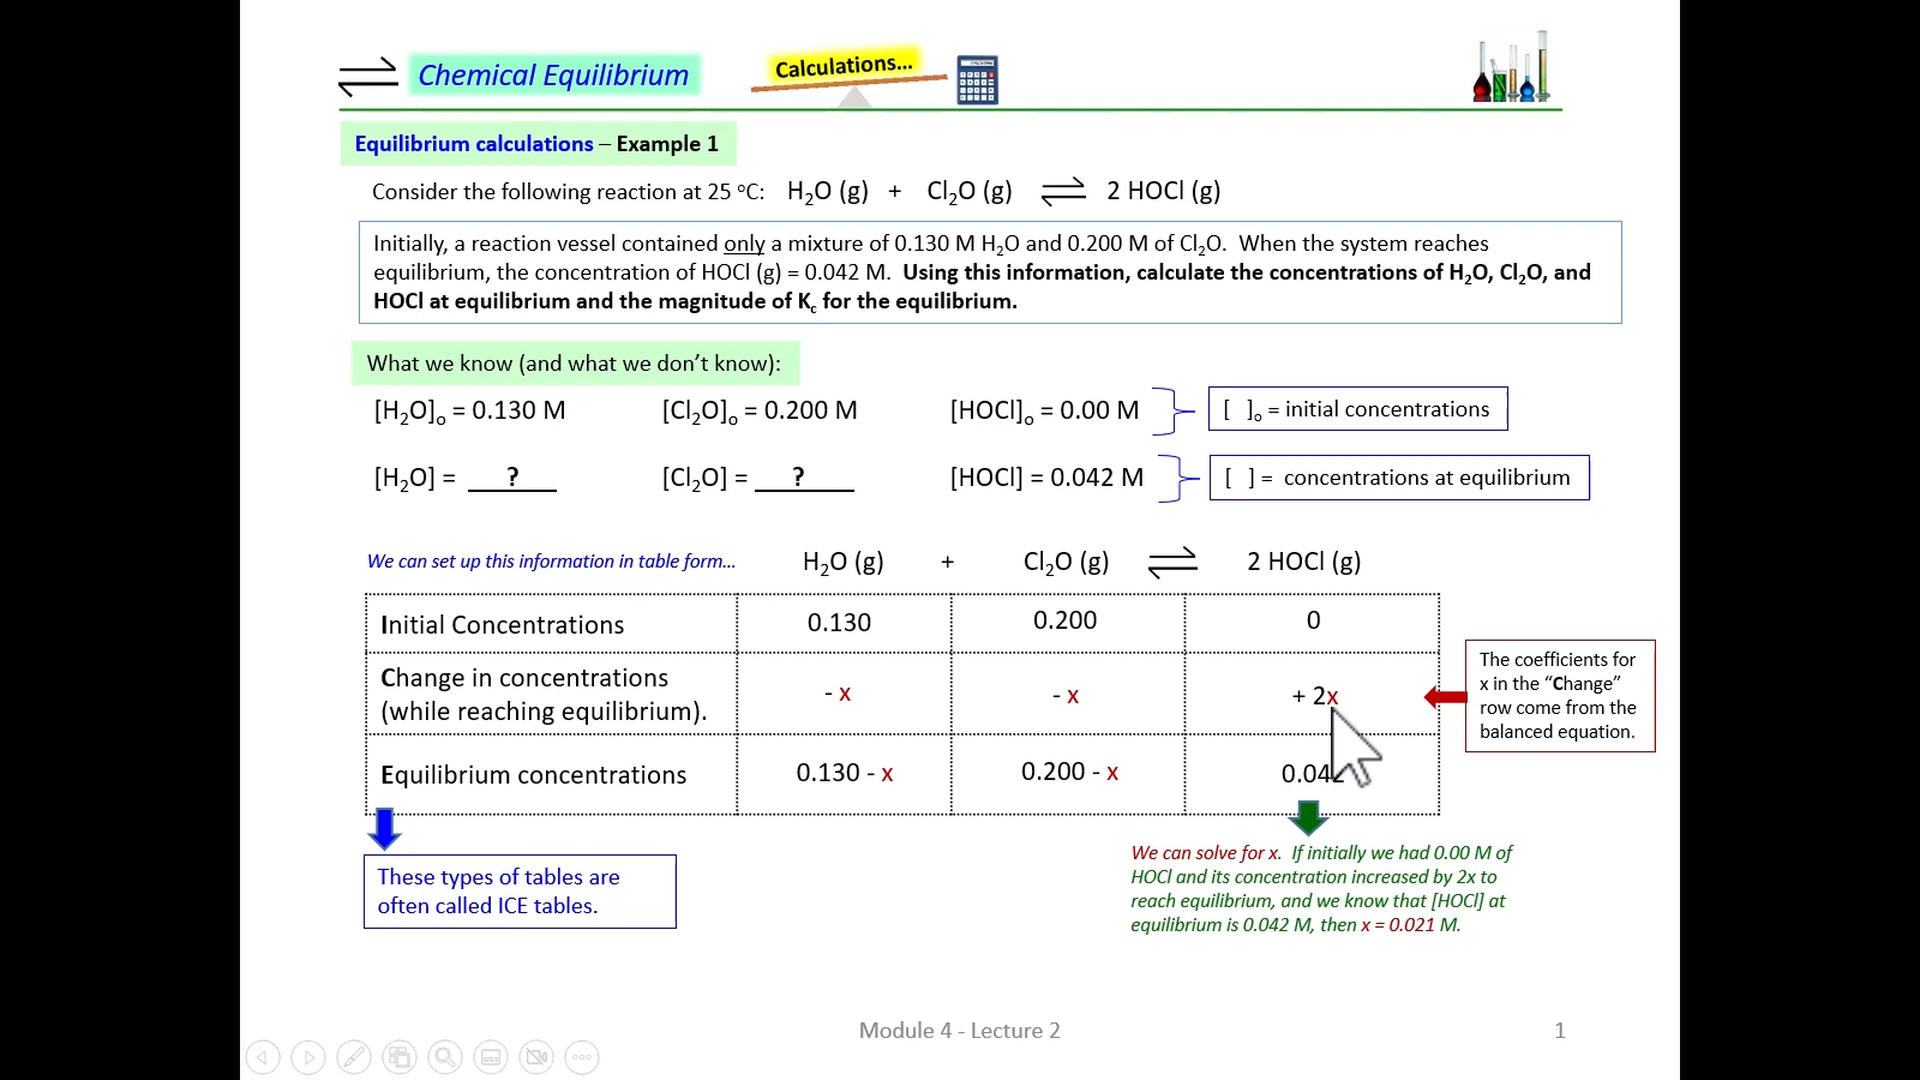 ⇌ Chemical Equilibrium
Calculations...
Equilibrium calculations – Example 1
Consider the following reaction at 25 °C: H₂O (g) + Cl₂O (g) ⇌ 2 HOCl (g)
Initially, a reaction vessel contained only a mixture of 0.130 M H₂O and 0.200 M of Cl₂O. When the system reaches
equilibrium, the concentration of HOCl (g) = 0.042 M. Using this information, calculate the concentrations of H₂O, Cl₂O, and
HOCl at equilibrium and the magnitude of K꜀ for the equilibrium.
What we know (and what we don’t know):
[H₂O]ₒ = 0.130 M [Cl₂O]ₒ = 0.200 M [HOCl]ₒ = 0.00 M [ ]ₒ = initial concentrations
[H₂O] = ? [Cl₂O] = ? [HOCl] = 0.042 M [ ] = concentrations at equilibrium
We can set up this information in table form... H₂O (g) + Cl₂O (g) ⇌ 2 HOCl (g)
Initial Concentrations 0.130 0.200 0
Change in concentrations
(while reaching equilibrium). - x - x + 2x
Equilibrium concentrations 0.130 - x 0.200 - x 0.042
The coefficients for
x in the “Change”
row come from the
balanced equation.
These types of tables are
often called ICE tables.
We can solve for x. If initially we had 0.00 M of
HOCl and its concentration increased by 2x to
reach equilibrium, and we know that [HOCl] at
equilibrium is 0.042 M, then x = 0.021 M.
Module 4 - Lecture 2 1